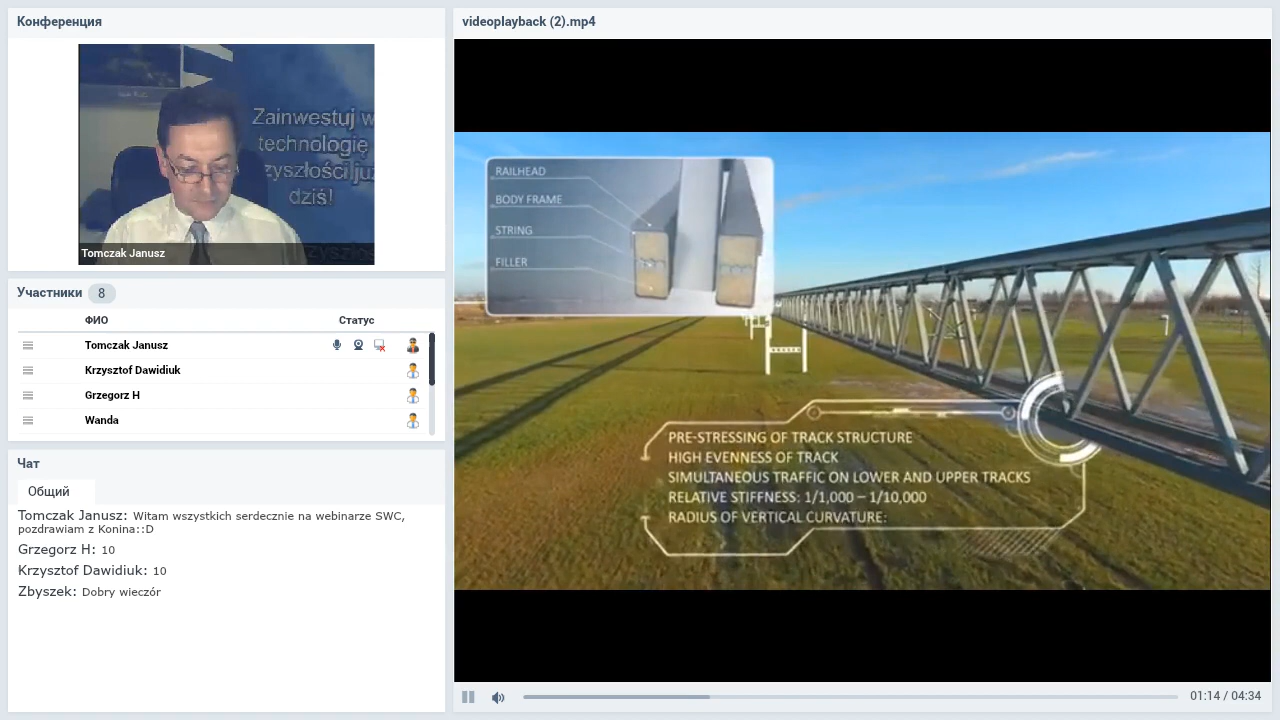 Конференция
Zainwestuj w
technologię
dziś!
Tomczak Janusz
Участники 8
ФИО Статус
Tomczak Janusz
Krzysztof Dawidiuk
Grzegorz H
Wanda
Чат
Общий
Tomczak Janusz: Witam wszystkich serdecznie na webinarze SWC,
pozdrawiam z Konina::D
Grzegorz H: 10
Krzysztof Dawidiuk: 10
Zbyszek: Dobry wieczór
videoplayback (2).mp4
RAILHEAD
BODY FRAME
STRING
FILLER
PRE-STRESSING OF TRACK STRUCTURE
HIGH EVENNESS OF TRACK
SIMULTANEOUS TRAFFIC ON LOWER AND UPPER TRACKS
RELATIVE STIFFNESS: 1/1,000 – 1/10,000
RADIUS OF VERTICAL CURVATURE:
01:14 / 04:34